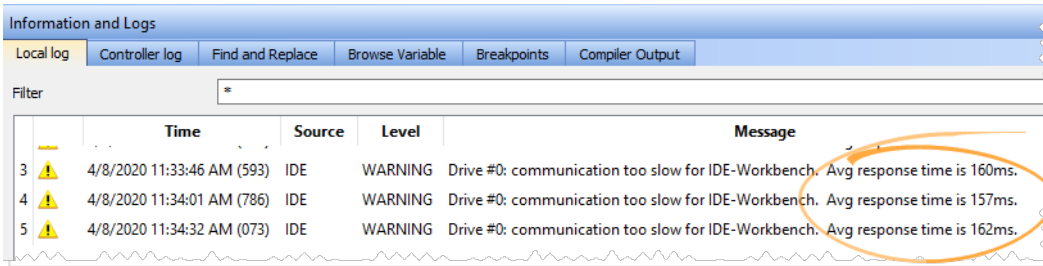 Information and Logs
Local log Controller log Find and Replace Browse Variable Breakpoints Compiler Output
Filter *
Time Source Level Message
3 4/8/2020 11:33:46 AM (593) IDE WARNING Drive #0: communication too slow for IDE-Workbench. Avg response time is 160ms.
4 4/8/2020 11:34:01 AM (786) IDE WARNING Drive #0: communication too slow for IDE-Workbench. Avg response time is 157ms.
5 4/8/2020 11:34:32 AM (073) IDE WARNING Drive #0: communication too slow for IDE-Workbench. Avg response time is 162ms.